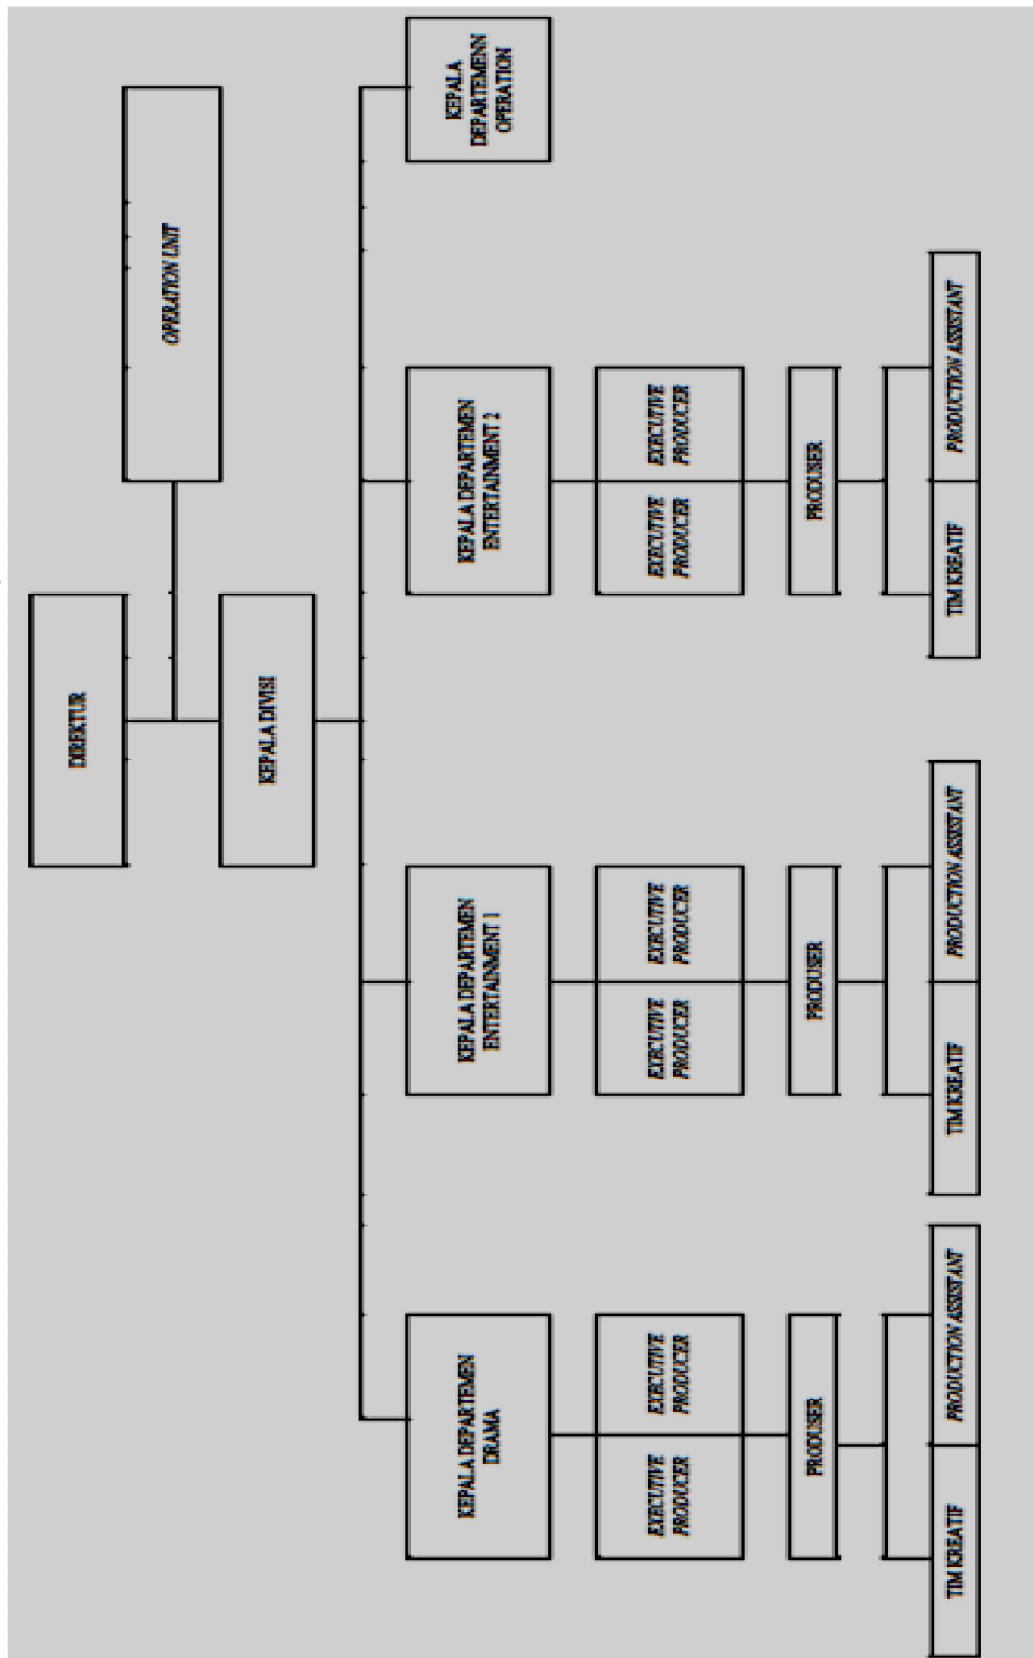 DIREKTUR
OPERATION UNIT
KEPALA DIVISI
KEPALA DEPARTEMEN
DRAMA
KEPALA DEPARTEMEN
ENTERTAINMENT 1
KEPALA DEPARTEMEN
ENTERTAINMENT 2
KEPALA
DEPARTEMENN
OPERATION
EXECUTIVE
PRODUCER
EXECUTIVE
PRODUCER
EXECUTIVE
PRODUCER
EXECUTIVE
PRODUCER
EXECUTIVE
PRODUCER
EXECUTIVE
PRODUCER
PRODUSER
PRODUSER
PRODUSER
TIM KREATIF
PRODUCTION ASSISTANT
TIM KREATIF
PRODUCTION ASSISTANT
TIM KREATIF
PRODUCTION ASSISTANT